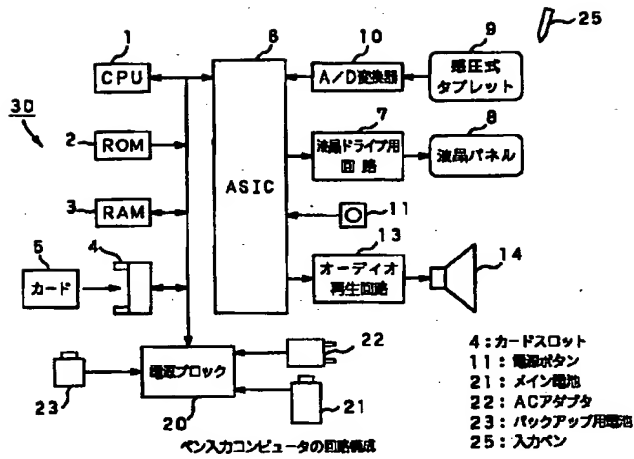 25
1
6
10
9
CPU
A/D変換器
感圧式
タブレット
30
7
8
2
ROM
液晶ドライブ用
回路
液晶パネル
ASIC
3
RAM
11
13
5
4
カード
オーディオ
再生回路
14
電源ブロック
22
23
20
21
4:カードスロット
11:電源ボタン
21:メイン電池
22:ACアダプタ
23:バックアップ用電池
25:入力ペン
ペン入力コンピュータの回路構成